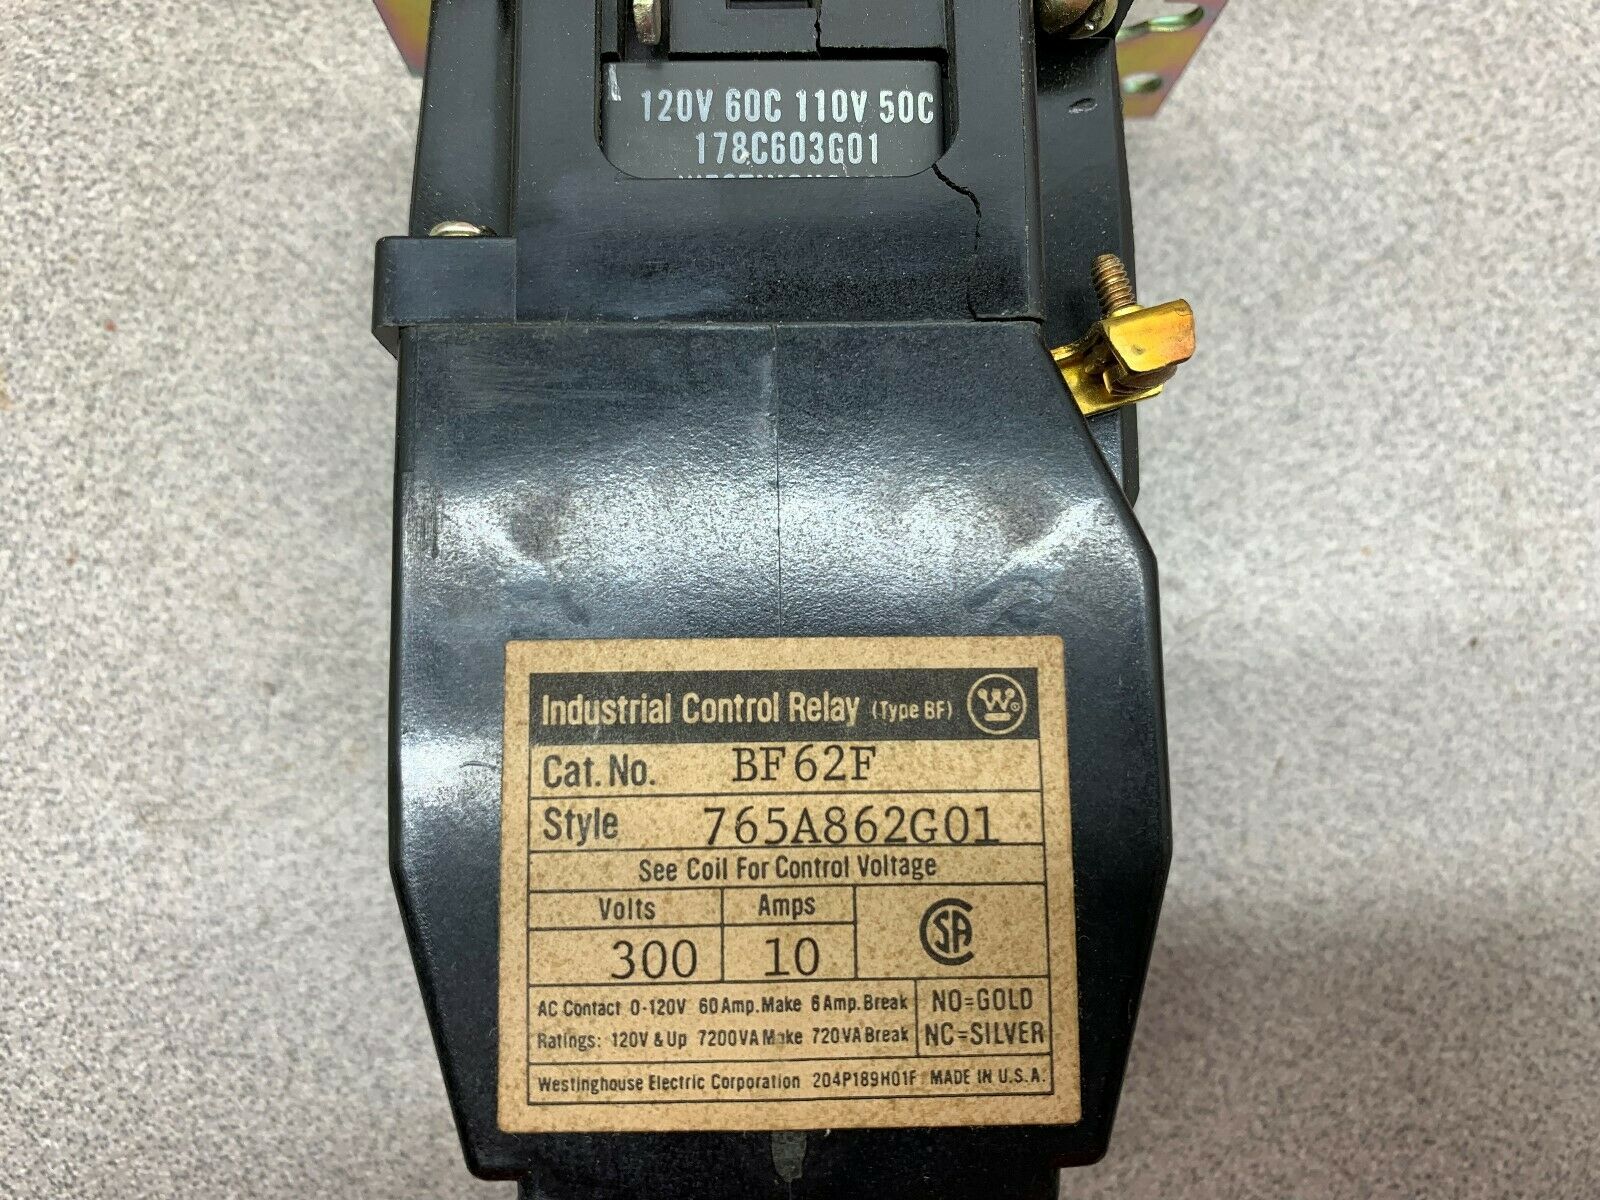 120V 60C 110V 50C
178C603G01
Industrial Control Relay (Type BF) W
Cat. No. BF62F
Style 765A862G01
See Coil For Control Voltage
Volts Amps
300 10
CSA
AC Contact 0-120V 60 Amp. Make 6 Amp. Break
Ratings: 120V & Up 7200VA Make 720VA Break
NO=GOLD
NC=SILVER
Westinghouse Electric Corporation 204P189H01F MADE IN U.S.A.